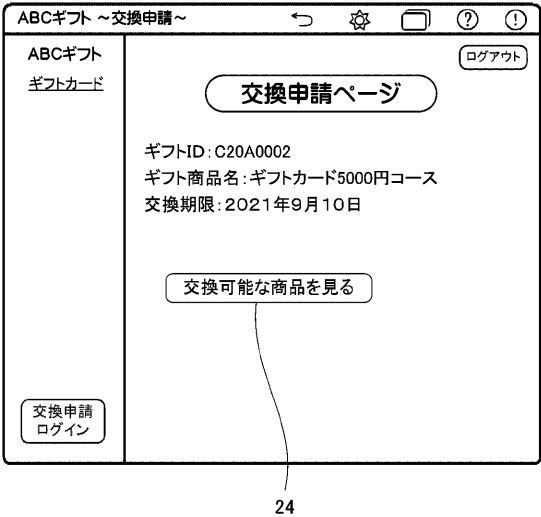 ABCギフト ～交換申請～
ABCギフト
ギフトカード
ログアウト
交換申請ページ
ギフトID：C20A0002
ギフト商品名：ギフトカード5000円コース
交換期限：2021年9月10日
交換可能な商品を見る
交換申請
ログイン
24